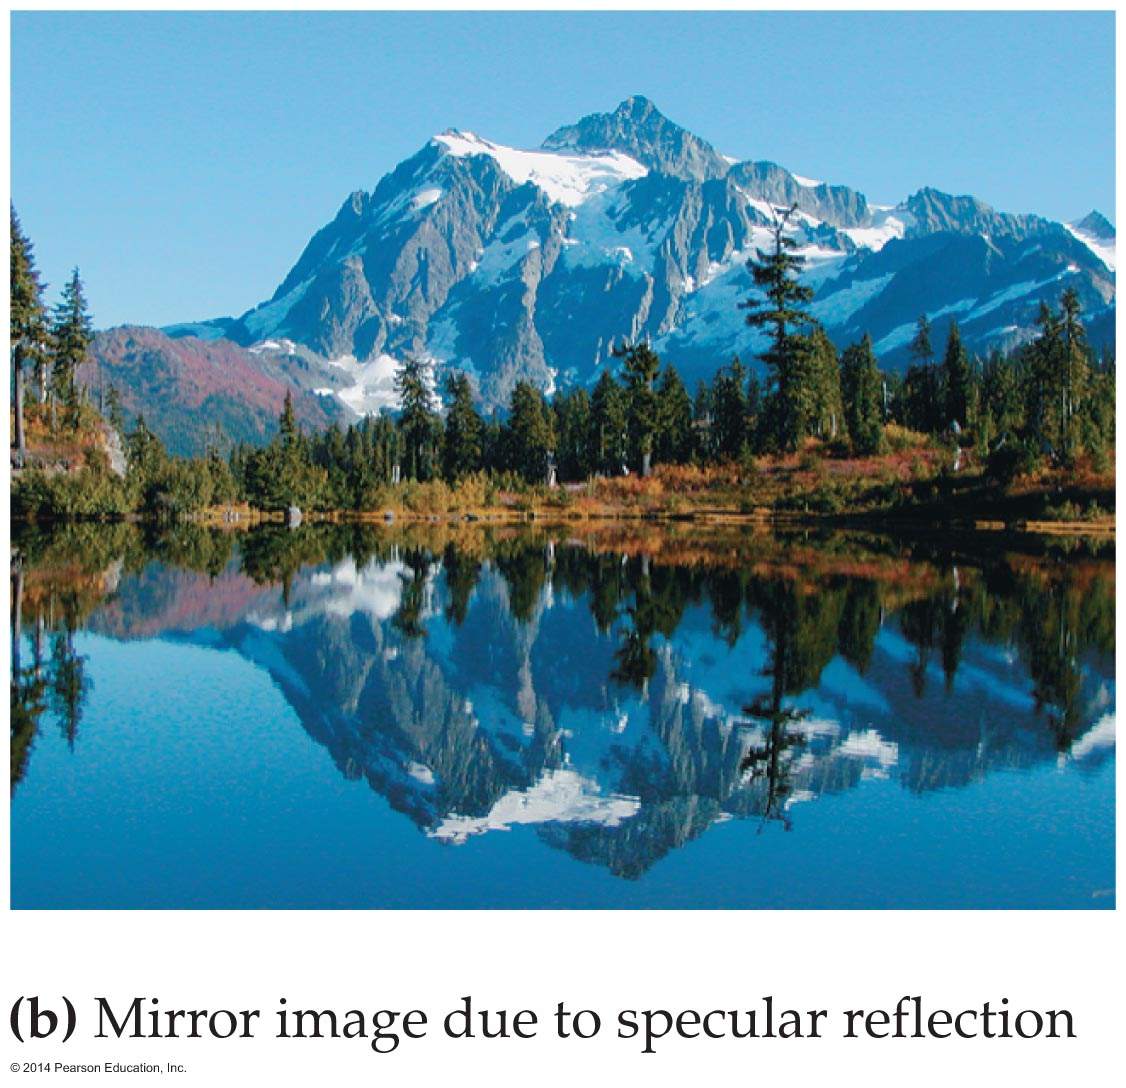 (b) Mirror image due to specular reflection
© 2014 Pearson Education, Inc.